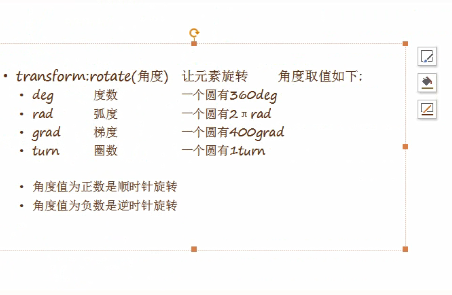 • transform:rotate(角度) 让元素旋转 角度取值如下:
• deg 度数 一个圆有360deg
• rad 弧度 一个圆有2πrad
• grad 梯度 一个圆有400grad
• turn 圈数 一个圆有1turn
• 角度值为正数是顺时针旋转
• 角度值为负数是逆时针旋转